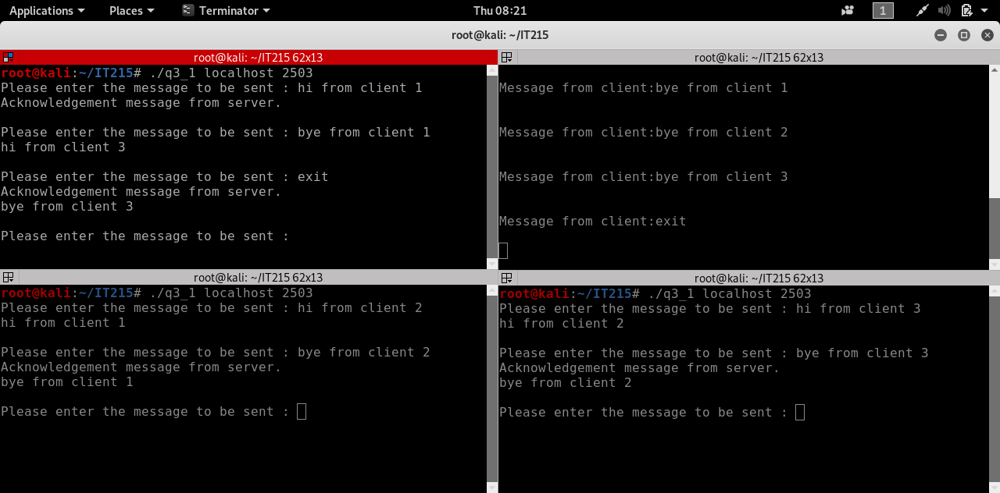 Applications Places Terminator Thu 08:21 1
root@kali: ~/IT215
root@kali: ~/IT215 62x13
root@kali:~/IT215# ./q3_1 localhost 2503
Please enter the message to be sent : hi from client 1
Acknowledgement message from server.
Please enter the message to be sent : bye from client 1
hi from client 3
Please enter the message to be sent : exit
Acknowledgement message from server.
bye from client 3
Please enter the message to be sent :
root@kali: ~/IT215 62x13
Message from client:bye from client 1
Message from client:bye from client 2
Message from client:bye from client 3
Message from client:exit
root@kali: ~/IT215 62x13
root@kali:~/IT215# ./q3_1 localhost 2503
Please enter the message to be sent : hi from client 2
hi from client 1
Please enter the message to be sent : bye from client 2
Acknowledgement message from server.
bye from client 1
Please enter the message to be sent :
root@kali: ~/IT215 62x13
root@kali:~/IT215# ./q3_1 localhost 2503
Please enter the message to be sent : hi from client 3
hi from client 2
Please enter the message to be sent : bye from client 3
Acknowledgement message from server.
bye from client 2
Please enter the message to be sent :